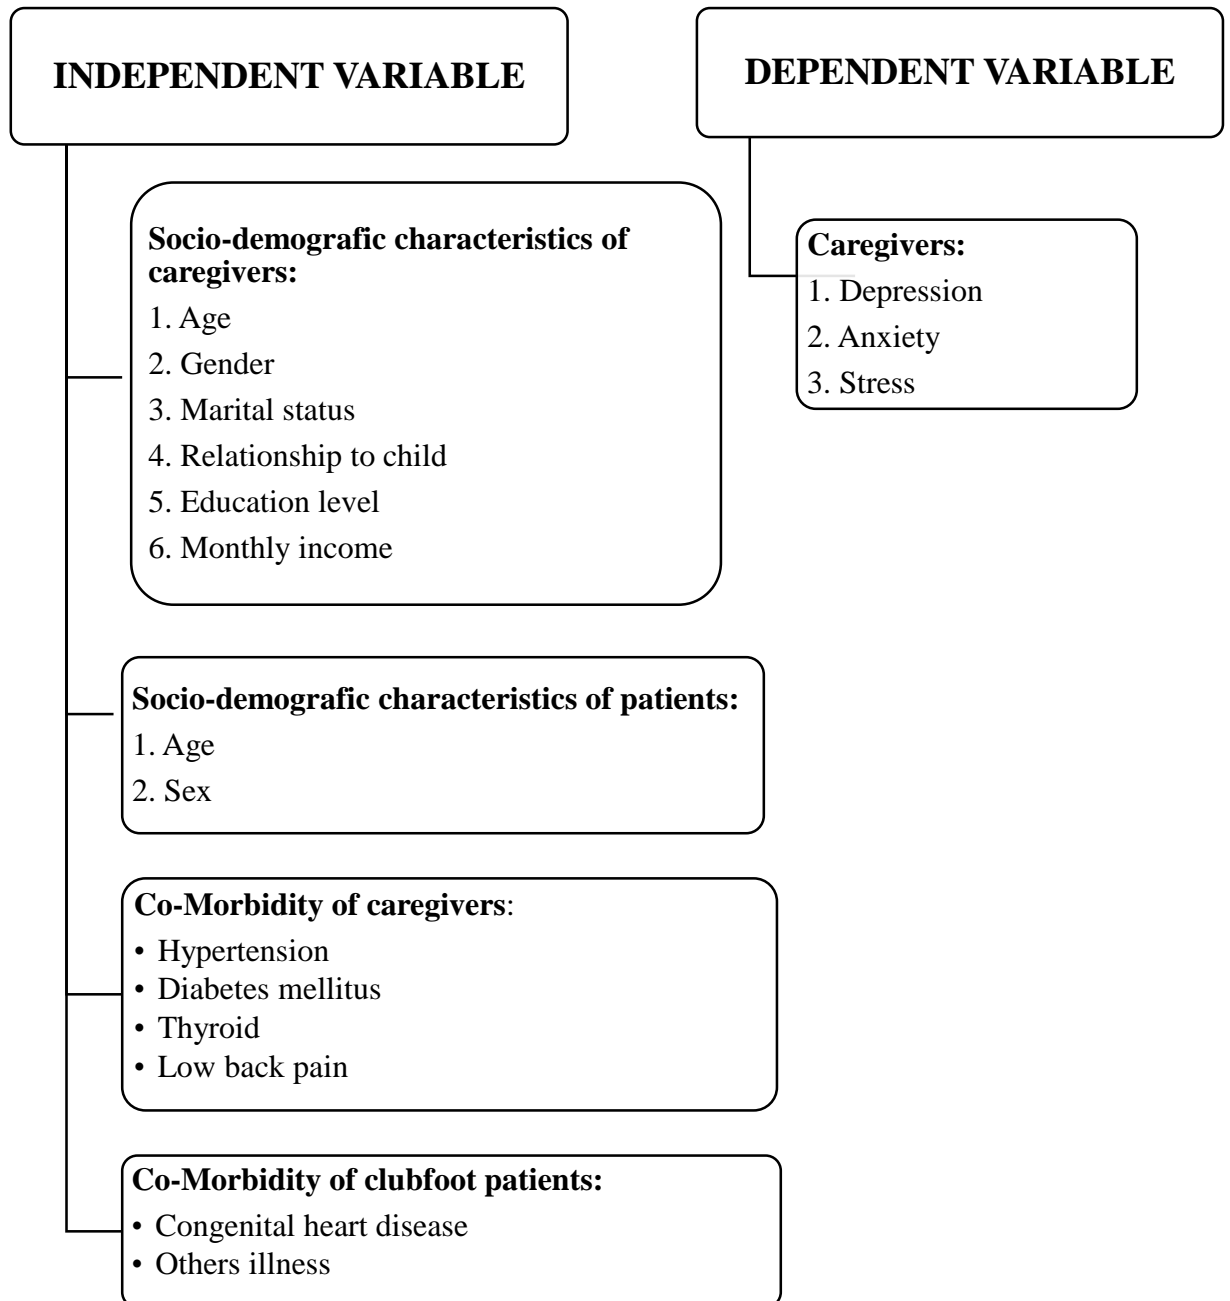 INDEPENDENT VARIABLE
DEPENDENT VARIABLE
Socio-demografic characteristics of
caregivers:
1. Age
2. Gender
3. Marital status
4. Relationship to child
5. Education level
6. Monthly income
Caregivers:
1. Depression
2. Anxiety
3. Stress
Socio-demografic characteristics of patients:
1. Age
2. Sex
Co-Morbidity of caregivers:
• Hypertension
• Diabetes mellitus
• Thyroid
• Low back pain
Co-Morbidity of clubfoot patients:
• Congenital heart disease
• Others illness